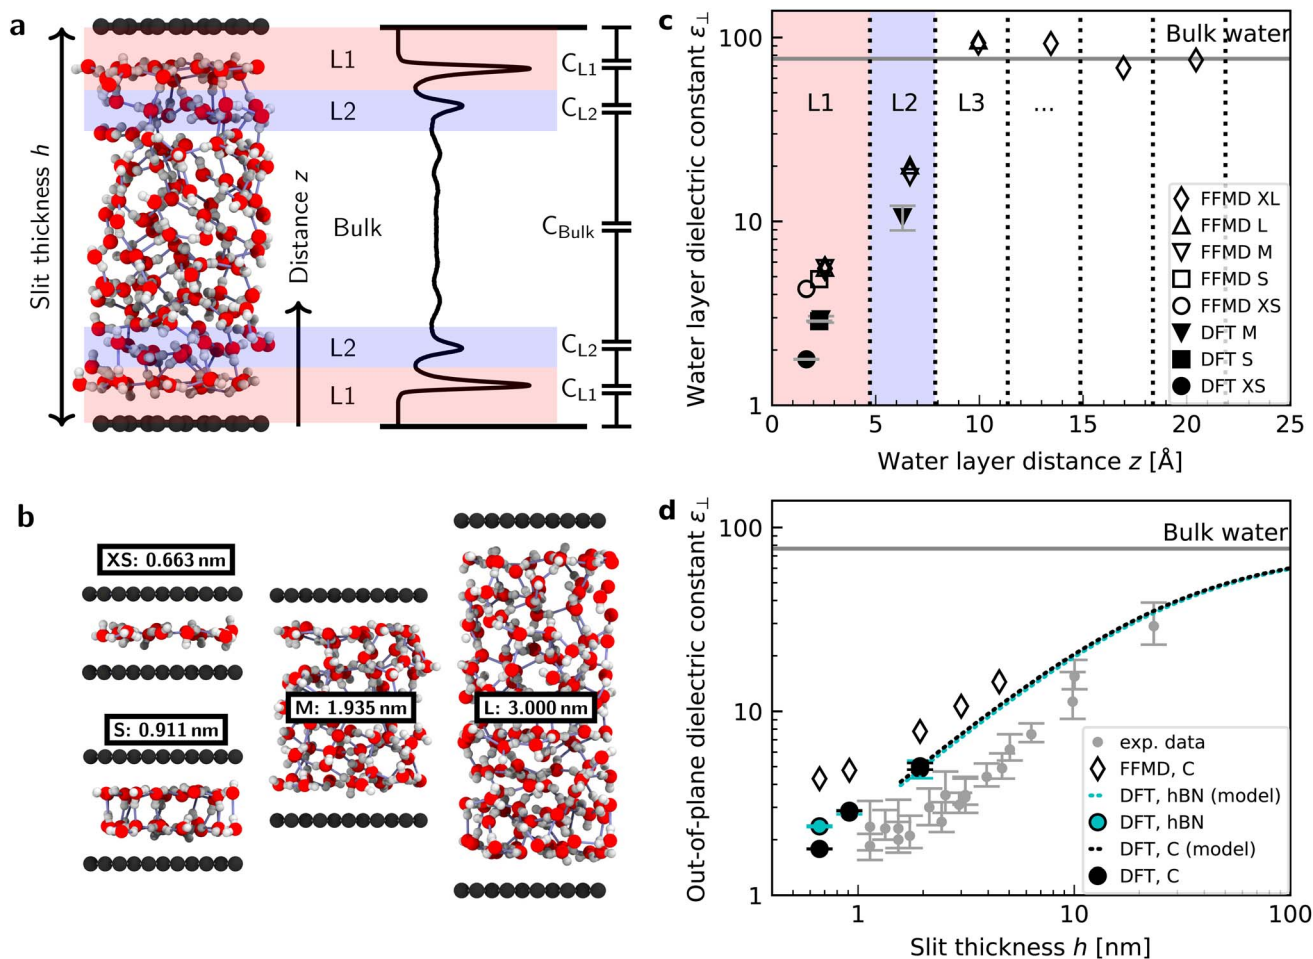 a
Slit thickness h
L1
L2
Bulk
L2
L1
Distance z
C_L1
C_L2
C_Bulk
C_L2
C_L1
b
XS: 0.663 nm
S: 0.911 nm
M: 1.935 nm
L: 3.000 nm
c
Water layer dielectric constant ε⊥
100
10
1
Bulk water
L1
L2
L3
...
FFMD XL
FFMD L
FFMD M
FFMD S
FFMD XS
DFT M
DFT S
DFT XS
0 5 10 15 20 25
Water layer distance z [Å]
d
Out-of-plane dielectric constant ε⊥
100
10
1
Bulk water
exp. data
FFMD, C
DFT, hBN (model)
DFT, hBN
DFT, C (model)
DFT, C
1 10 100
Slit thickness h [nm]